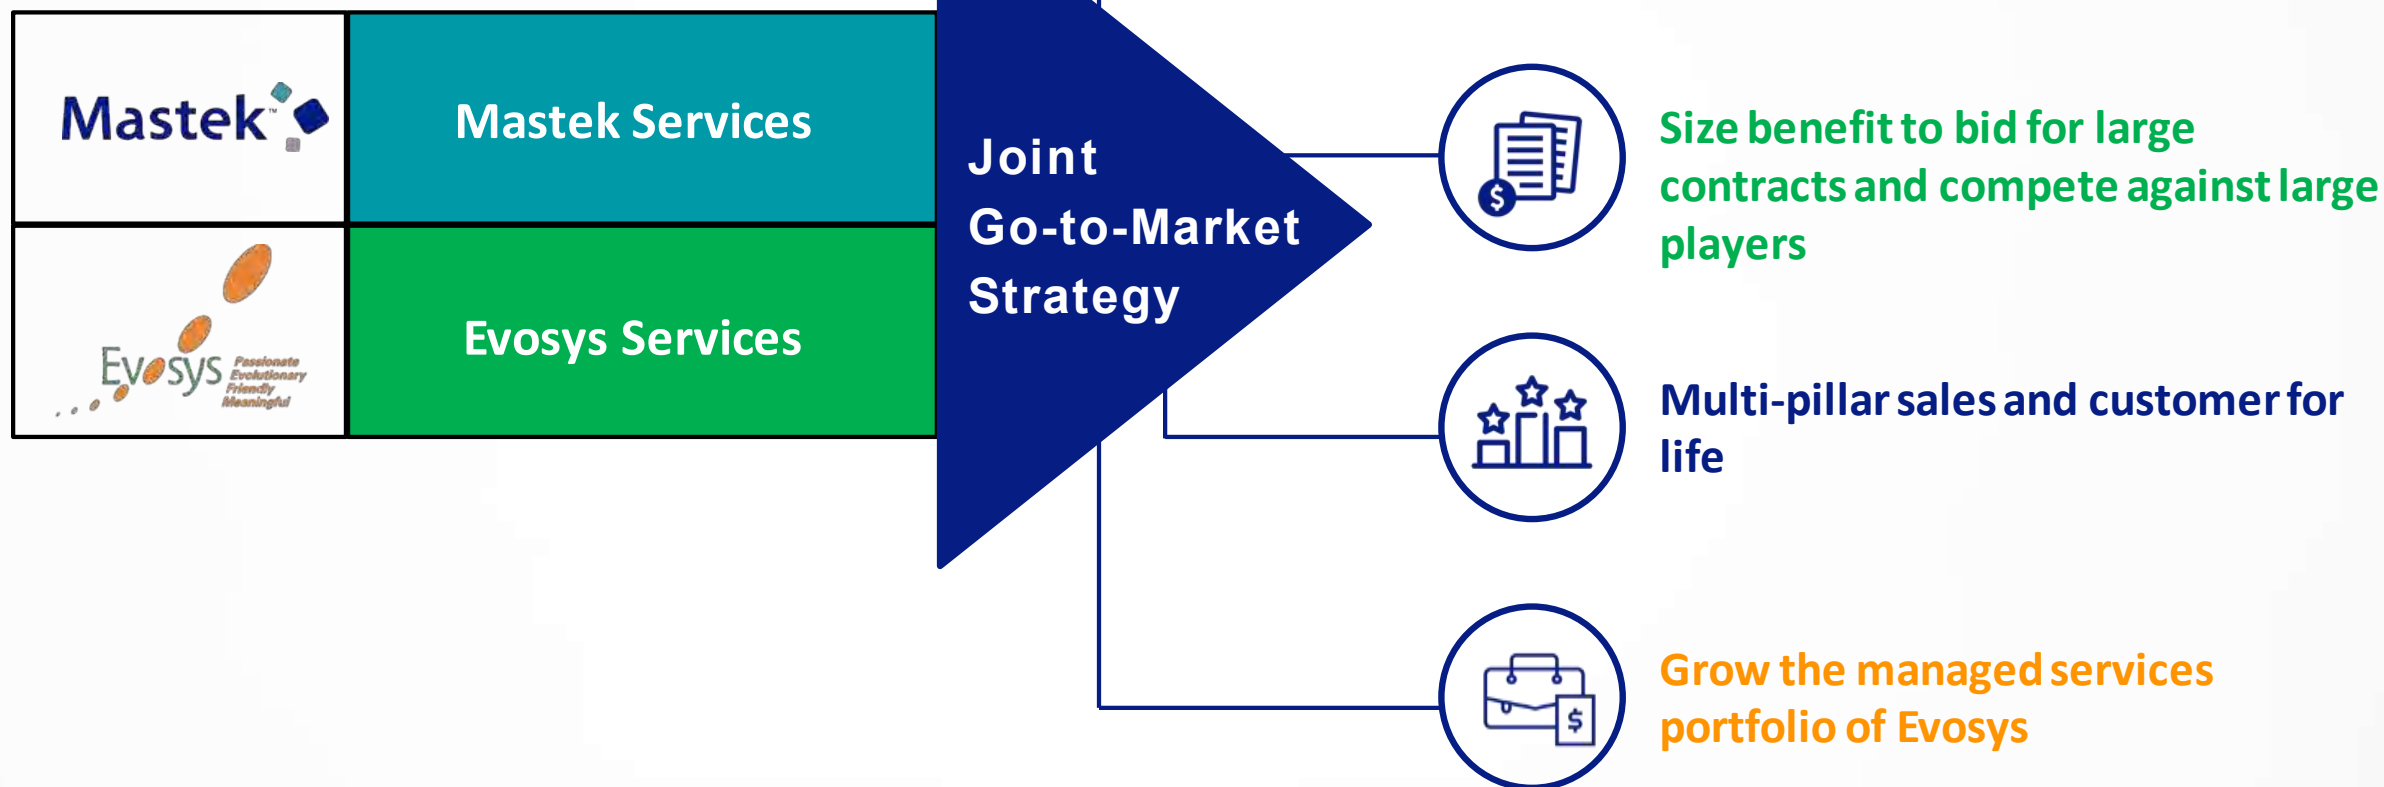 Mastek™
Mastek Services
Evosys
Passionate
Evolutionary
Friendly
Meaningful
Evosys Services
Joint
Go-to-Market
Strategy
$
Size benefit to bid for large
contracts and compete against large
players
Multi-pillar sales and customer for
life
$
Grow the managed services
portfolio of Evosys